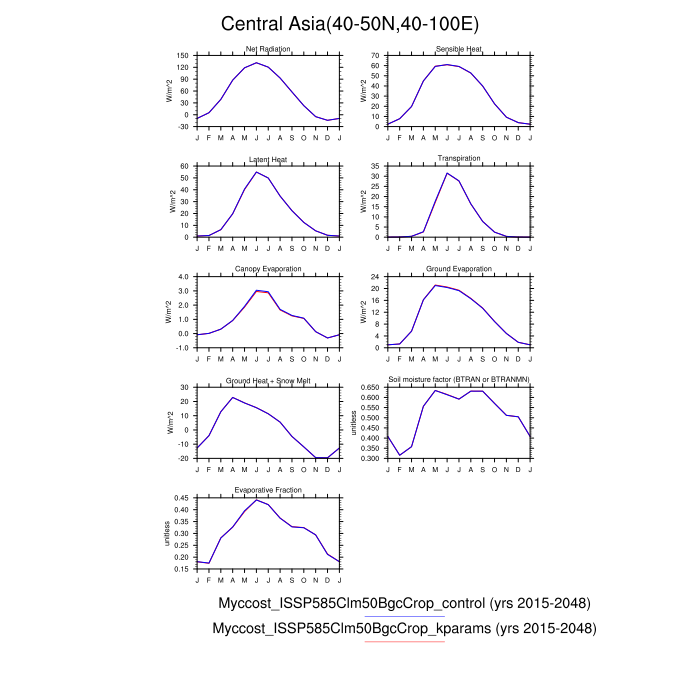 Central Asia(40-50N,40-100E)
Net Radiation
W/m^2
150
120
90
60
30
0
-30
J F M A M J J A S O N D J
Sensible Heat
W/m^2
70
60
50
40
30
20
10
0
J F M A M J J A S O N D J
Latent Heat
W/m^2
60
50
40
30
20
10
0
J F M A M J J A S O N D J
Transpiration
W/m^2
35
30
25
20
15
10
5
0
J F M A M J J A S O N D J
Canopy Evaporation
W/m^2
4.0
3.0
2.0
1.0
0.0
-1.0
J F M A M J J A S O N D J
Ground Evaporation
W/m^2
24
20
16
12
8
4
0
J F M A M J J A S O N D J
Ground Heat + Snow Melt
W/m^2
30
20
10
0
-10
-20
J F M A M J J A S O N D J
Soil moisture factor (BTRAN or BTRANMN)
unitless
0.650
0.600
0.550
0.500
0.450
0.400
0.350
0.300
J F M A M J J A S O N D J
Evaporative Fraction
unitless
0.45
0.40
0.35
0.30
0.25
0.20
0.15
J F M A M J J A S O N D J
Myccost_ISSP585Clm50BgcCrop_control (yrs 2015-2048)
Myccost_ISSP585Clm50BgcCrop_kparams (yrs 2015-2048)